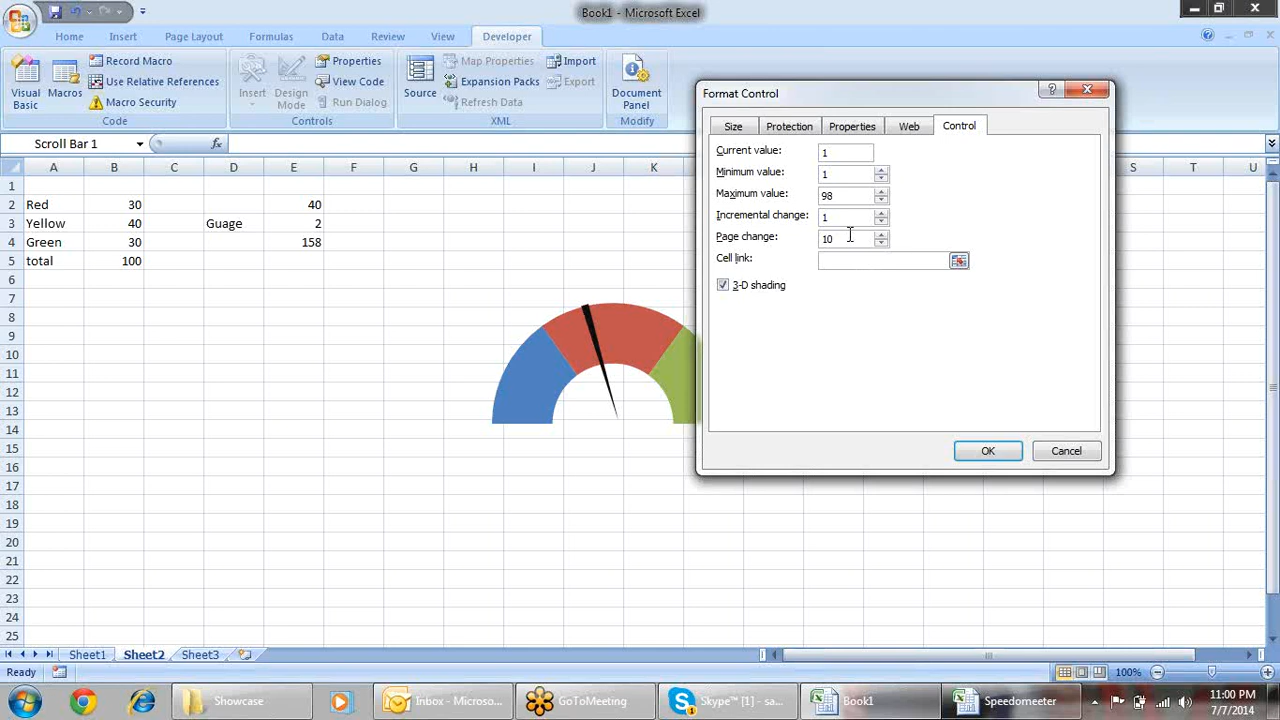 Book1 - Microsoft Excel
Home Insert Page Layout Formulas Data Review View Developer
Visual Basic
Macros
Record Macro
Use Relative References
Macro Security
Code
Insert
Design Mode
Properties
View Code
Run Dialog
Controls
Source
Map Properties
Expansion Packs
Refresh Data
Import
Export
XML
Document Panel
Modify
Scroll Bar 1
fx
A B C D E F G H I J K S T U
1
2 Red 30 40
3 Yellow 40 Guage 2
4 Green 30 158
5 total 100
6
7
8
9
10
11
12
13
14
15
16
17
18
19
20
21
22
23
24
25
Format Control
Size Protection Properties Web Control
Current value: 1
Minimum value: 1
Maximum value: 98
Incremental change: 1
Page change: 10
Cell link:
3-D shading
OK Cancel
Sheet1 Sheet2 Sheet3
Ready
100%
Showcase
Inbox - Microso...
GoToMeeting
Skype™ [1] - sa...
Book1
Speedometer
11:00 PM
7/7/2014